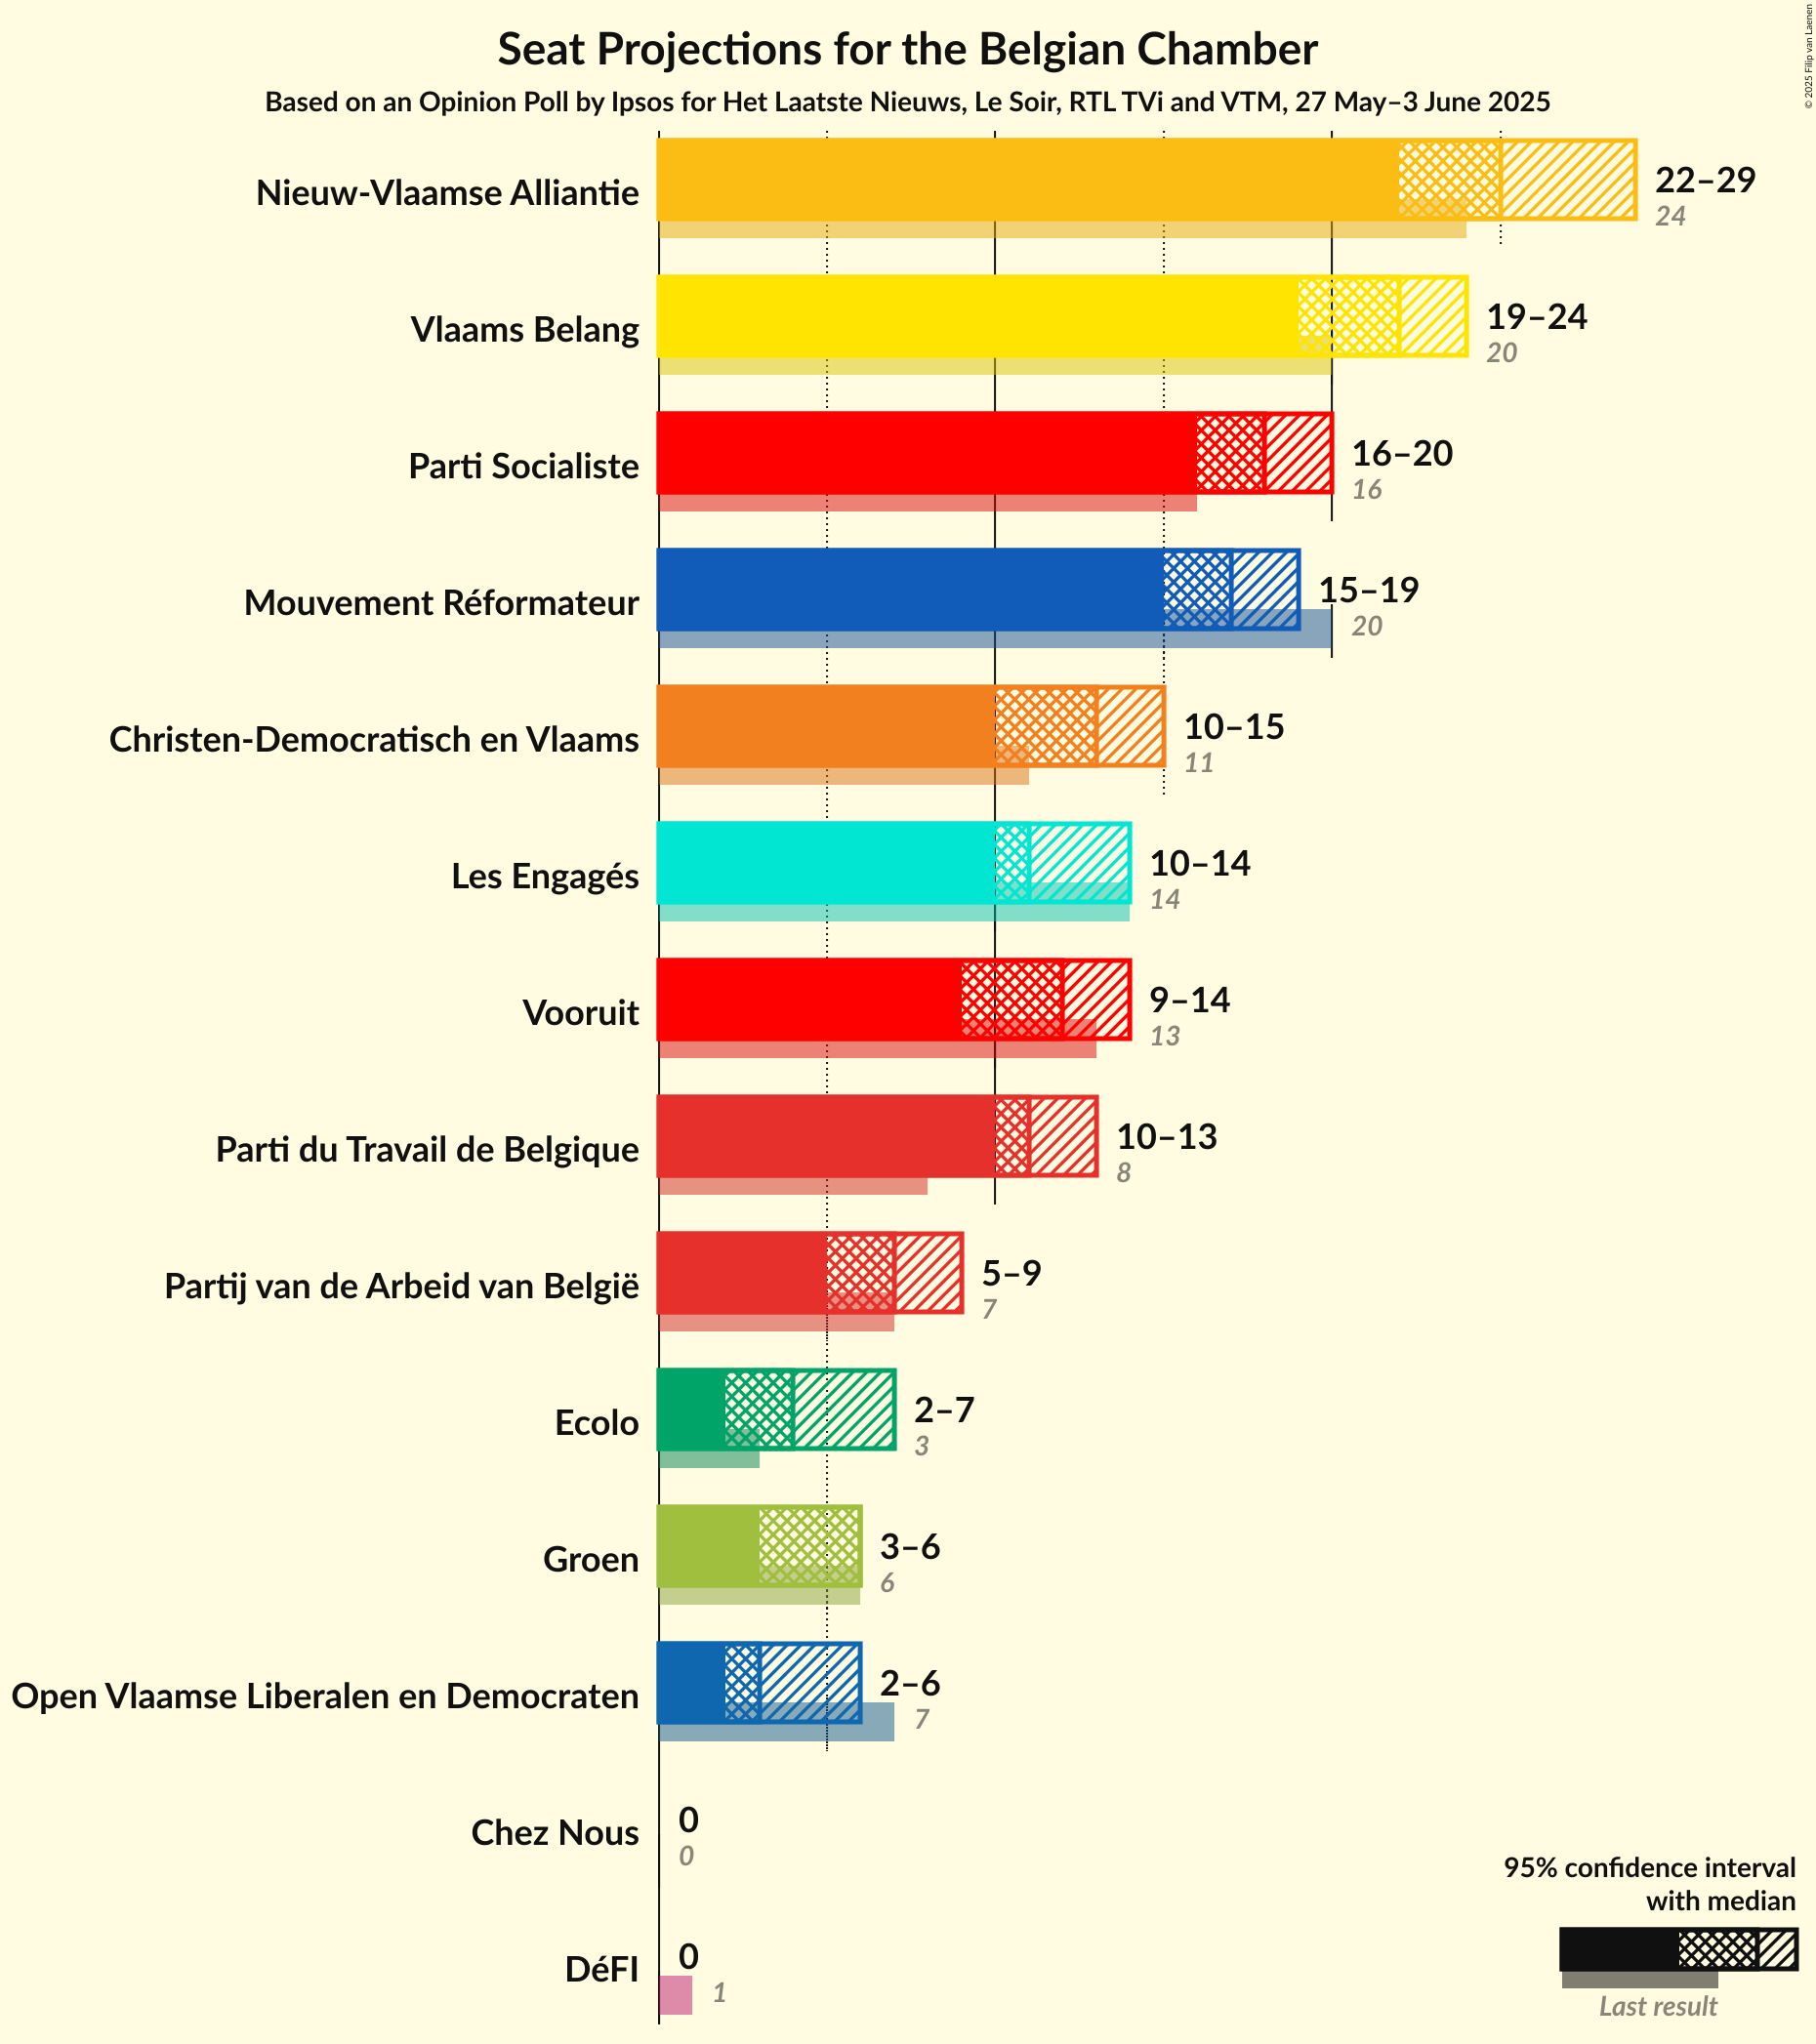 Seat Projections for the Belgian Chamber
Based on an Opinion Poll by Ipsos for Het Laatste Nieuws, Le Soir, RTL TVi and VTM, 27 May–3 June 2025
© 2025 Filip van Laenen
Nieuw-Vlaamse Alliantie
22–29
24
Vlaams Belang
19–24
20
Parti Socialiste
16–20
16
Mouvement Réformateur
15–19
20
Christen-Democratisch en Vlaams
10–15
11
Les Engagés
10–14
14
Vooruit
9–14
13
Parti du Travail de Belgique
10–13
8
Partij van de Arbeid van België
5–9
7
Ecolo
2–7
3
Groen
3–6
6
Open Vlaamse Liberalen en Democraten
2–6
7
Chez Nous
0
0
DéFI
0
1
95% confidence interval
with median
Last result